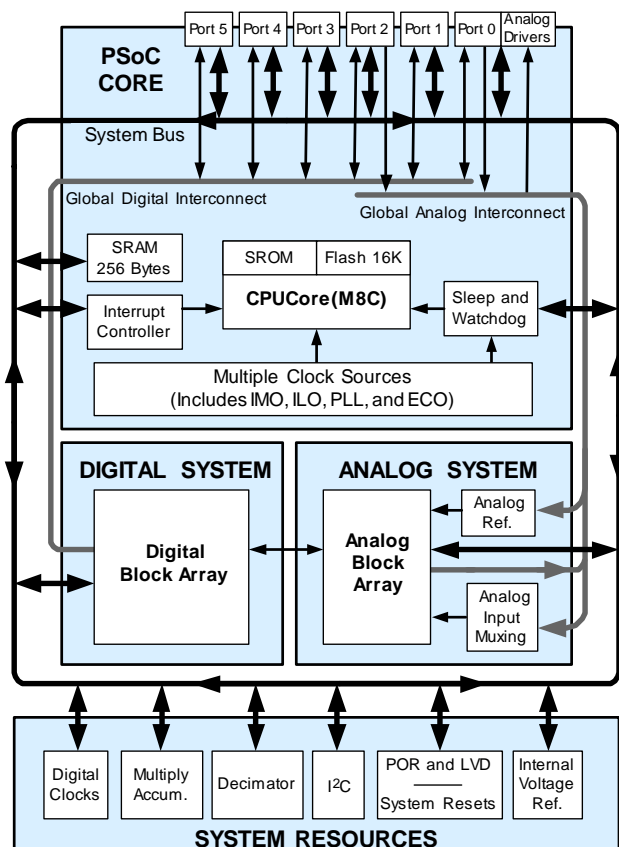 Port 5
Port 4
Port 3
Port 2
Port 1
Port 0
Analog
Drivers
PSoC
CORE
System Bus
Global Digital Interconnect
Global Analog Interconnect
SRAM
256 Bytes
SROM
Flash 16K
CPUCore(M8C)
Interrupt
Controller
Sleep and
Watchdog
Multiple Clock Sources
(Includes IMO, ILO, PLL, and ECO)
DIGITAL SYSTEM
ANALOG SYSTEM
Digital
Block Array
Analog
Block
Array
Analog
Ref.
Analog
Input
Muxing
Digital
Clocks
Multiply
Accum.
Decimator
I²C
POR and LVD
System Resets
Internal
Voltage
Ref.
SYSTEM RESOURCES